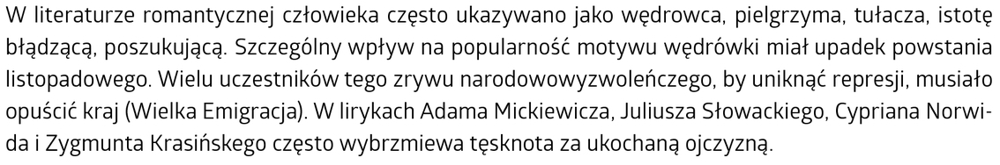 W literaturze romantycznej człowieka często ukazywano jako wędrowca, pielgrzyma, tułacza, istotę
błądzącą, poszukującą. Szczególny wpływ na popularność motywu wędrówki miał upadek powstania
listopadowego. Wielu uczestników tego zrywu narodowowyzwoleńczego, by uniknąć represji, musiało
opuścić kraj (Wielka Emigracja). W lirykach Adama Mickiewicza, Juliusza Słowackiego, Cypriana Norwi-
da i Zygmunta Krasińskego często wybrzmiewa tęsknota za ukochaną ojczyzną.